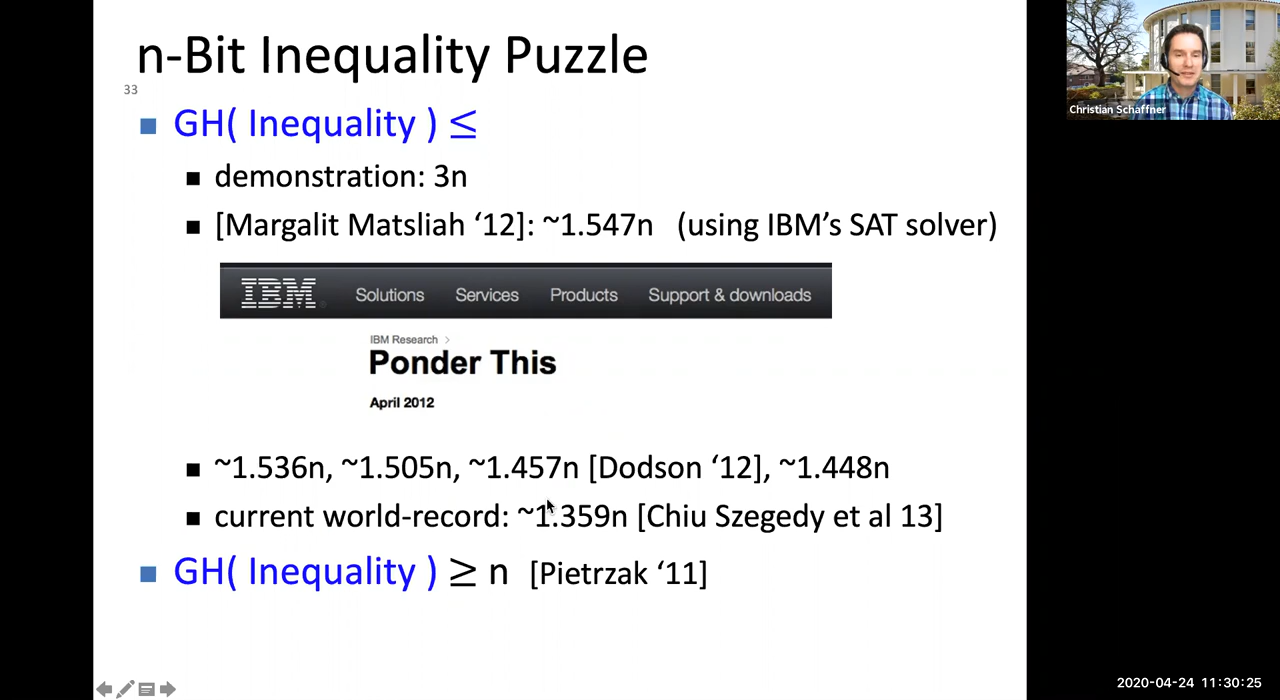 n-Bit Inequality Puzzle
33
GH( Inequality ) ≤
demonstration: 3n
[Margalit Matsliah ‘12]: ~1.547n (using IBM’s SAT solver)
IBM Solutions Services Products Support & downloads
IBM Research >
Ponder This
April 2012
~1.536n, ~1.505n, ~1.457n [Dodson ‘12], ~1.448n
current world-record: ~1.359n [Chiu Szegedy et al 13]
GH( Inequality ) ≥ n [Pietrzak ‘11]
Christian Schaffner
2020-04-24 11:30:25